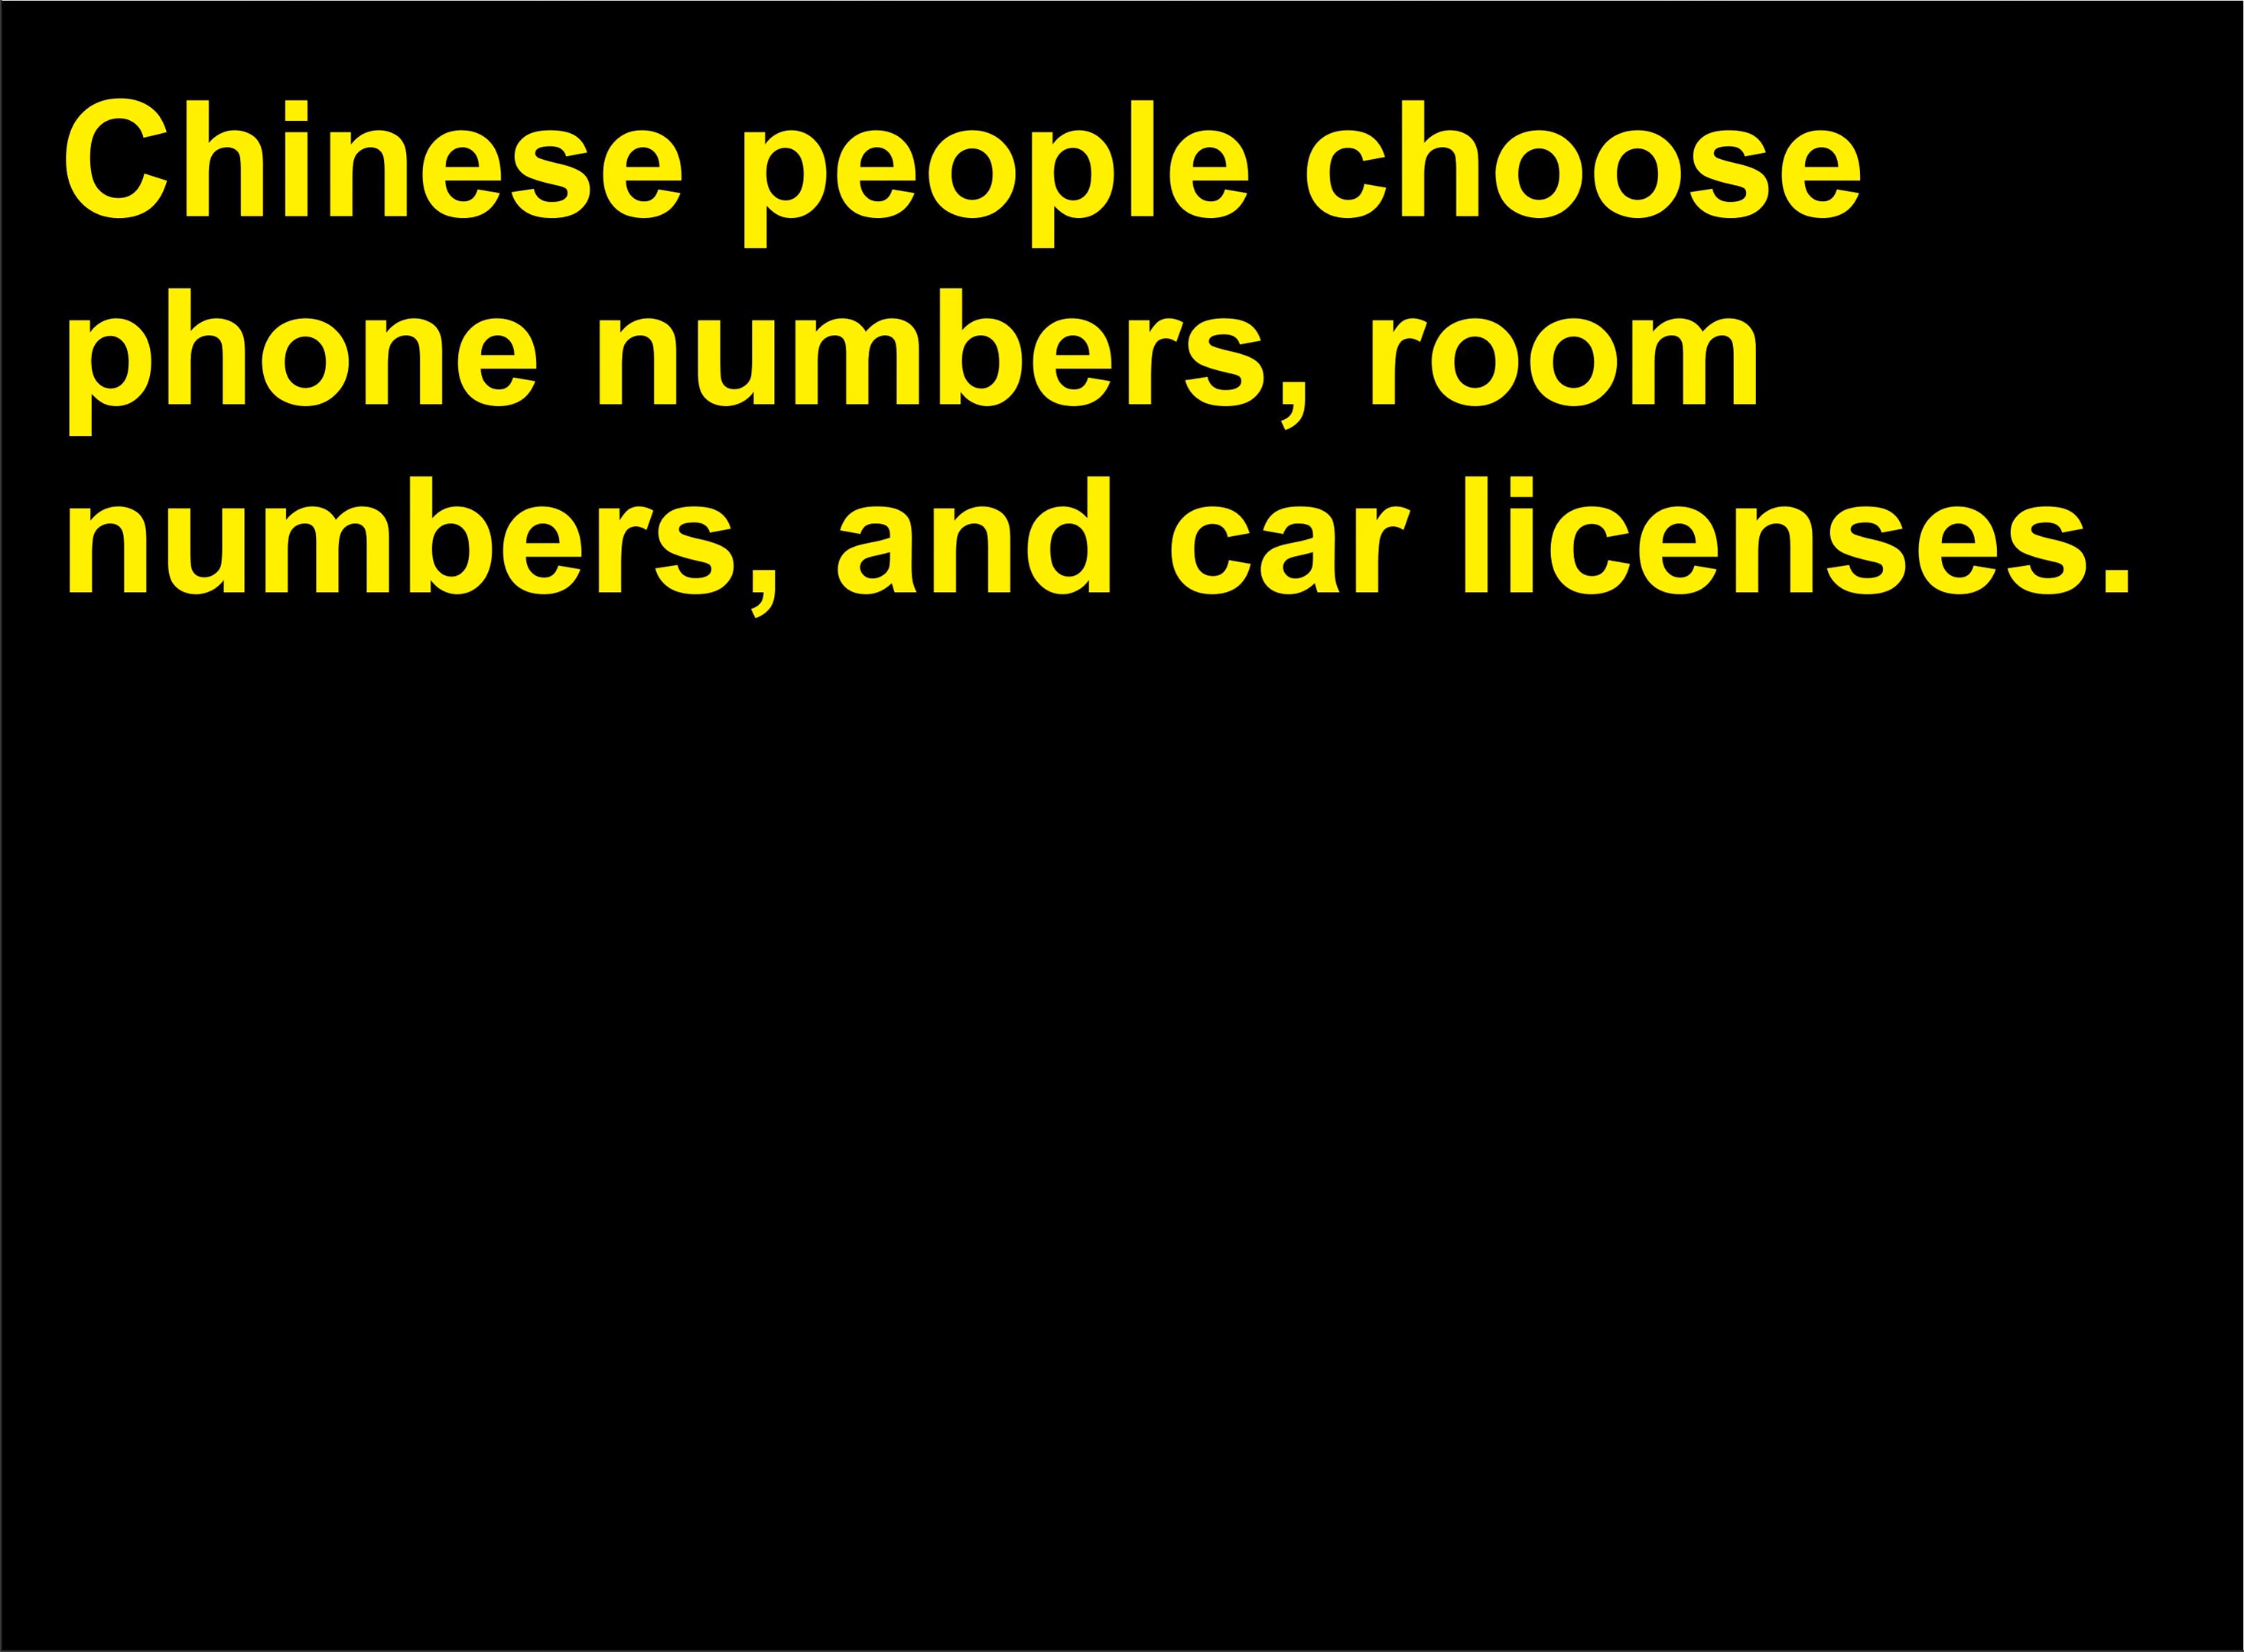 Chinese people choose
phone numbers, room
numbers, and car licenses.